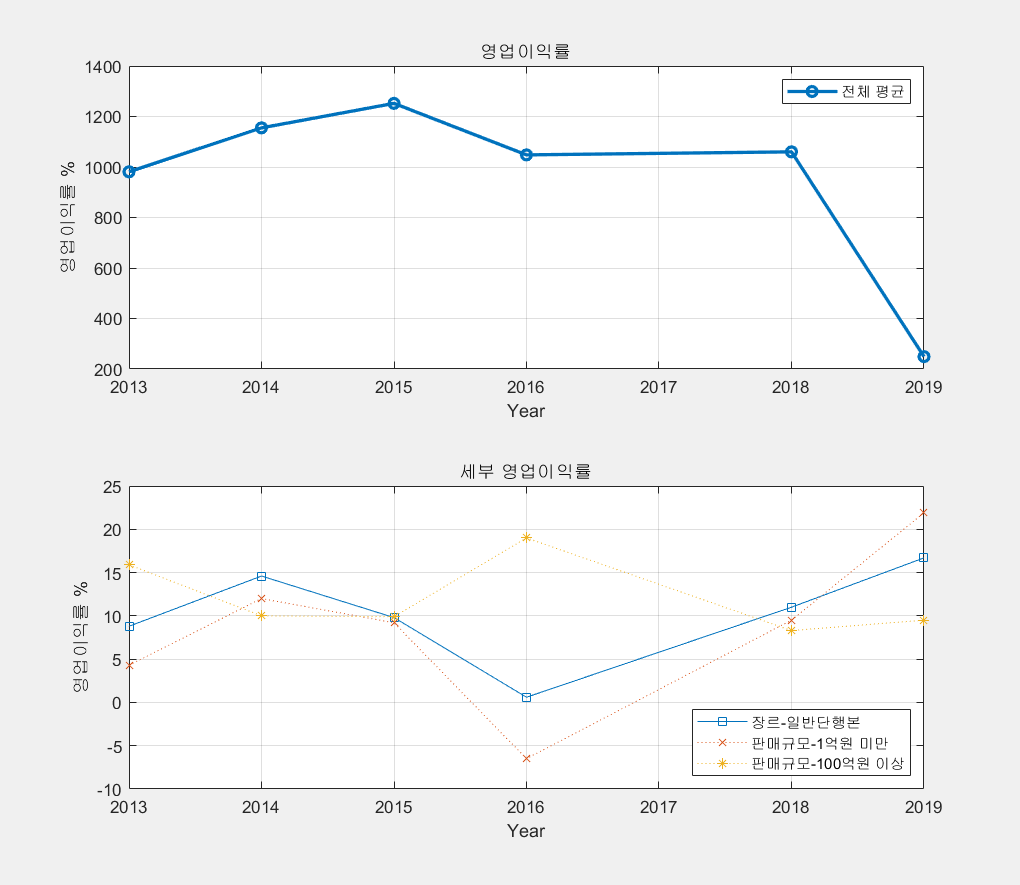 영업이익률
1400
1200
1000
800
600
400
200
영업이익률 %
전체 평균
2013 2014 2015 2016 2017 2018 2019
Year
세부 영업이익률
25
20
15
10
5
0
-5
-10
영업이익률 %
장르-일반단행본
판매규모-1억원 미만
판매규모-100억원 이상
2013 2014 2015 2016 2017 2018 2019
Year